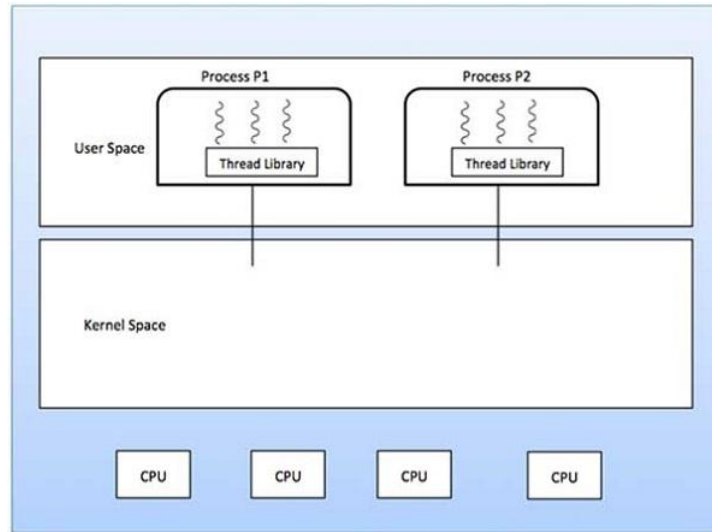 Process P1
Process P2
User Space
Thread Library
Thread Library
Kernel Space
CPU
CPU
CPU
CPU